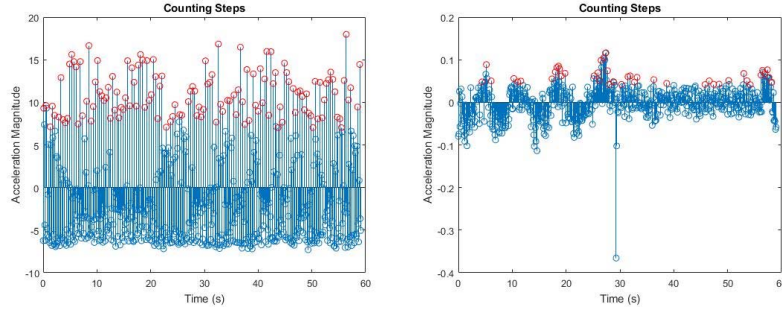 Counting Steps
20
15
10
5
0
-5
-10
0 10 20 30 40 50 60
Acceleration Magnitude
Time (s)
Counting Steps
0.2
0.1
0
-0.1
-0.2
-0.3
-0.4
0 10 20 30 40 50 60
Acceleration Magnitude
Time (s)